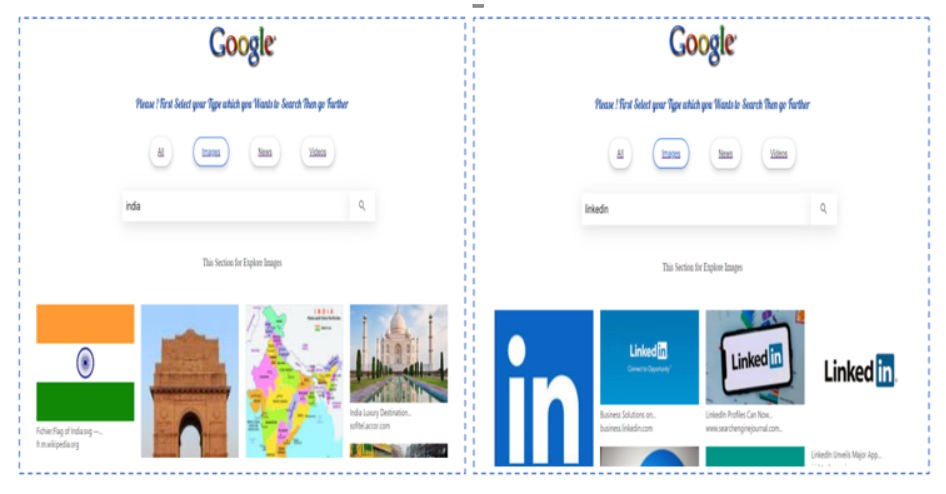 Google
Please ! First Select your Type which you Wants to Search Then go Further
All Images News Videos
india
This Section for Explore Images
INDIA
Fichier:Flag of India.svg —...
fr.m.wikipedia.org
India Luxury Destination...
sofitel.accor.com
Google
Please ! First Select your Type which you Wants to Search Then go Further
All Images News Videos
linkedin
This Section for Explore Images
in
Linked in
Connect to Opportunity
Business Solutions on...
business.linkedin.com
Linked in
LinkedIn Profiles Can Now...
www.searchenginejournal.com...
Linked in
LinkedIn Unveils Major App...